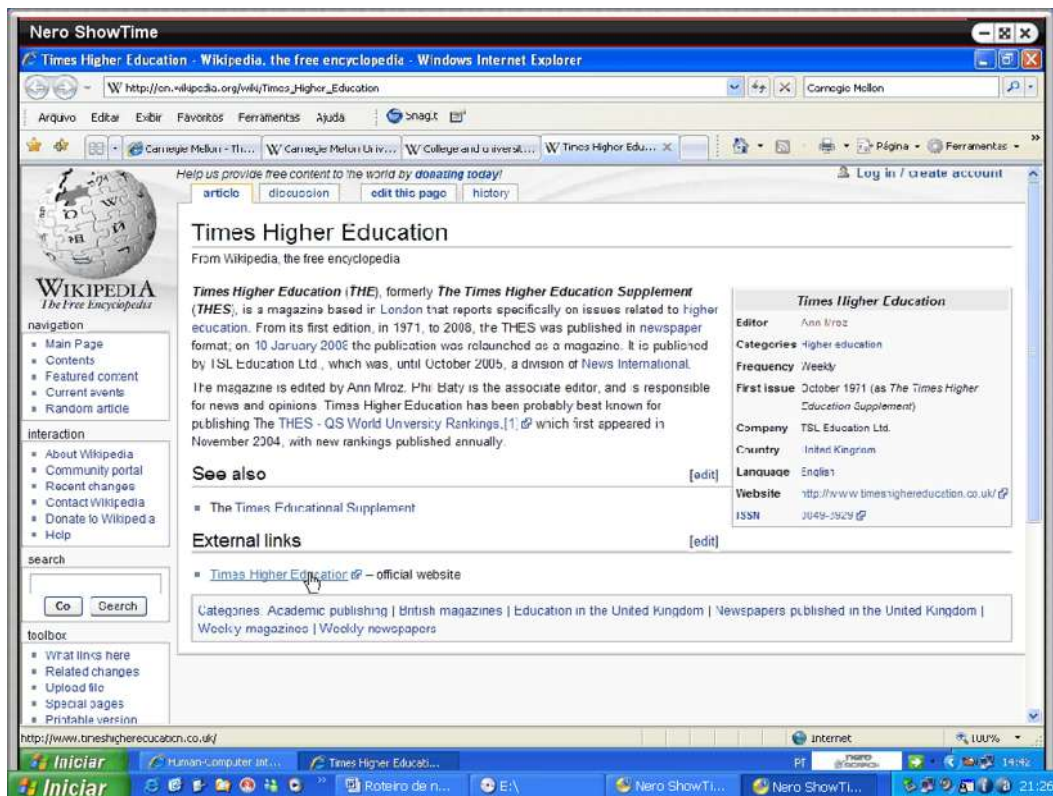 Nero ShowTime
Times Higher Education - Wikipedia, the free encyclopedia - Windows Internet Explorer
http://en.wikipedia.org/wiki/Times_Higher_Education
Carnegie Mellon
Arquivo Editar Exibir Favoritos Ferramentas Ajuda SnagIt
Carnegie Mellon - Th... Carnegie Mellon Univ... College and universit... Times Higher Edu... Página Ferramentas
Help us provide free content to the world by donating today!
Log in / create account
article discussion edit this page history
Times Higher Education
From Wikipedia, the free encyclopedia
WIKIPEDIA
The Free Encyclopedia
Times Higher Education (THE), formerly The Times Higher Education Supplement
(THES), is a magazine based in London that reports specifically on issues related to higher
education. From its first edition, in 1971, to 2008, the THES was published in newspaper
format; on 10 January 2008 the publication was relaunched as a magazine. It is published
by TSL Education Ltd., which was, until October 2005, a division of News International.
The magazine is edited by Ann Mroz. Phil Baty is the associate editor, and is responsible
for news and opinions. Times Higher Education has been probably best known for
publishing The THES - QS World University Rankings,[1] which first appeared in
November 2004, with new rankings published annually.
See also [edit]
The Times Educational Supplement
External links [edit]
Times Higher Education – official website
Categories: Academic publishing | British magazines | Education in the United Kingdom | Newspapers published in the United Kingdom |
Weekly magazines | Weekly newspapers
Times Higher Education
Editor Ann Mroz
Categories Higher education
Frequency Weekly
First issue October 1971 (as The Times Higher
Education Supplement)
Company TSL Education Ltd.
Country United Kingdom
Language English
Website http://www.timeshighereducation.co.uk/
ISSN 0049-3929
navigation
Main Page
Contents
Featured content
Current events
Random article
interaction
About Wikipedia
Community portal
Recent changes
Contact Wikipedia
Donate to Wikipedia
Help
search
Go Search
toolbox
What links here
Related changes
Upload file
Special pages
Printable version
http://www.timeshighereducation.co.uk/
Internet 100%
Iniciar Human-Computer Int... Times Higher Educati... PT nero 14:42
Iniciar Roteiro de n... E:\ Nero ShowTi... Nero ShowTi... 21:26